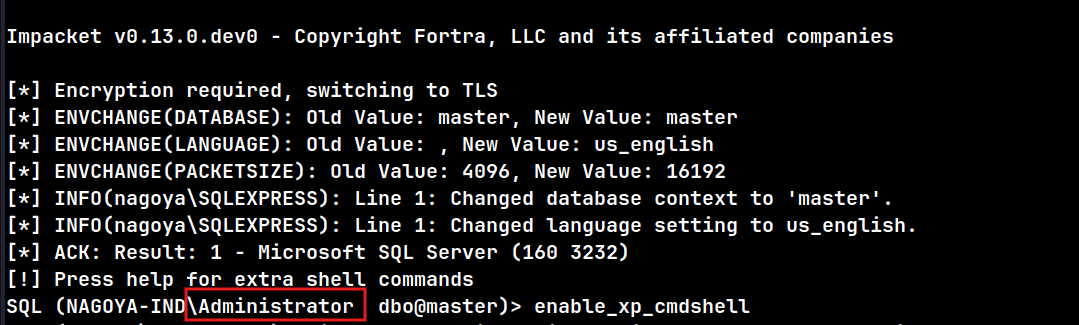 Impacket v0.13.0.dev0 - Copyright Fortra, LLC and its affiliated companies
[*] Encryption required, switching to TLS
[*] ENVCHANGE(DATABASE): Old Value: master, New Value: master
[*] ENVCHANGE(LANGUAGE): Old Value: , New Value: us_english
[*] ENVCHANGE(PACKETSIZE): Old Value: 4096, New Value: 16192
[*] INFO(nagoya\SQLEXPRESS): Line 1: Changed database context to 'master'.
[*] INFO(nagoya\SQLEXPRESS): Line 1: Changed language setting to us_english.
[*] ACK: Result: 1 - Microsoft SQL Server (160 3232)
[!] Press help for extra shell commands
SQL (NAGOYA-IND\Administrator  dbo@master)> enable_xp_cmdshell